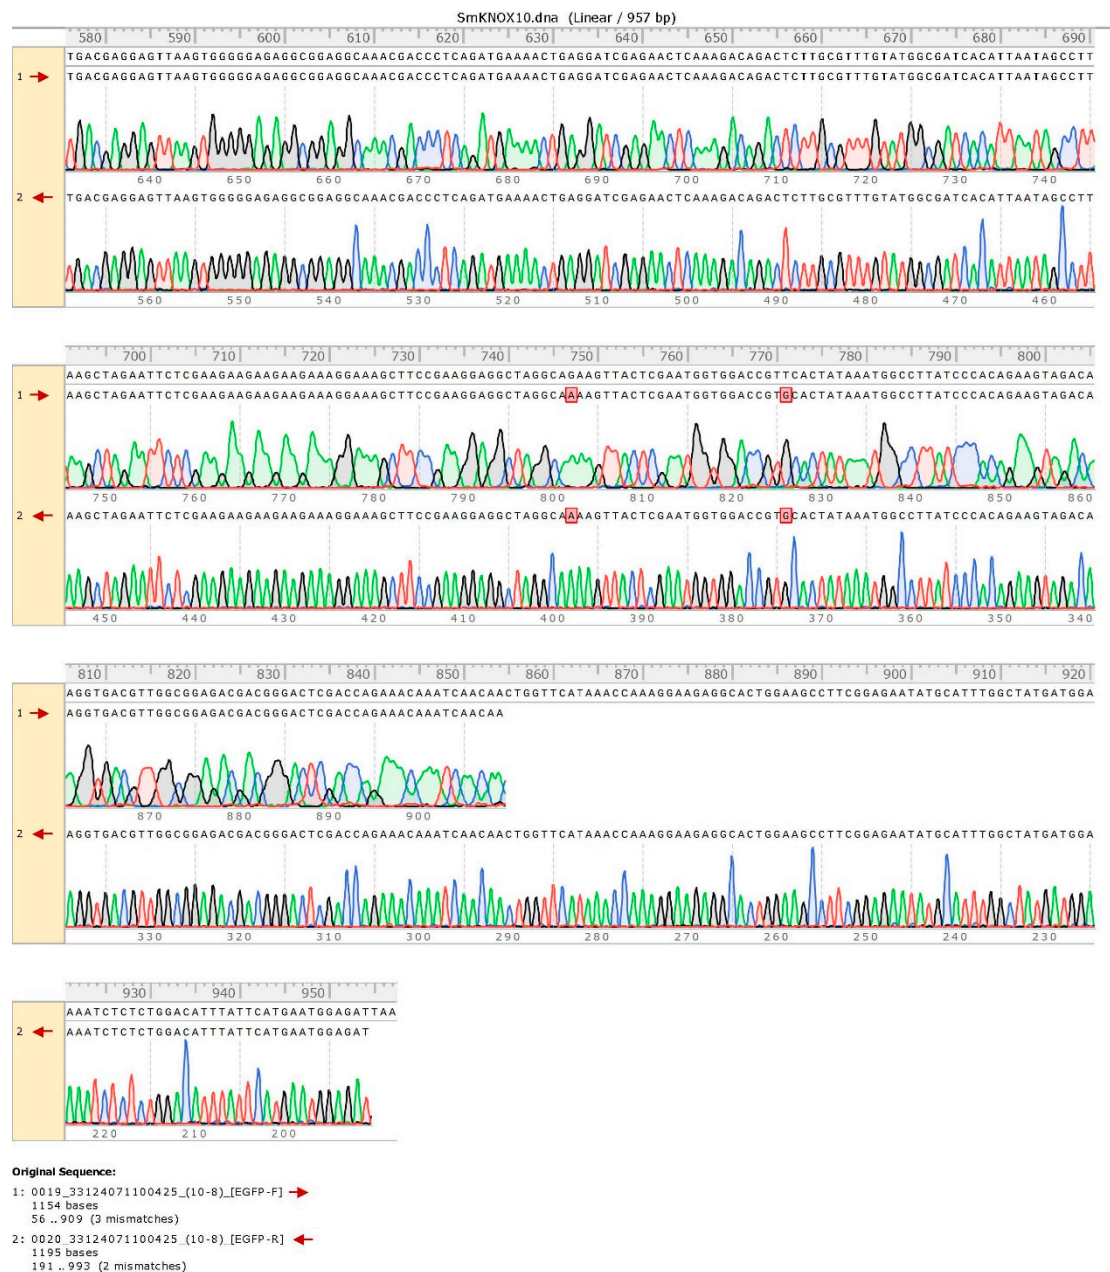 SmKNOX10.dna (Linear / 957 bp)
580 590 600 610 620 630 640 650 660 670 680 690
TGACGAGGAGTTAAGTGGGGGAGAGGCGGAGGCAAACGACCCTCAGATGAAAACTGAGGATCGAGAACTCAAAGACAGACTCTTGCGTTTGTATGGCGATCACATTAATAGCCTT
1 TGACGAGGAGTTAAGTGGGGGAGAGGCGGAGGCAAACGACCCTCAGATGAAAACTGAGGATCGAGAACTCAAAGACAGACTCTTGCGTTTGTATGGCGATCACATTAATAGCCTT
640 650 660 670 680 690 700 710 720 730 740
2 TGACGAGGAGTTAAGTGGGGGAGAGGCGGAGGCAAACGACCCTCAGATGAAAACTGAGGATCGAGAACTCAAAGACAGACTCTTGCGTTTGTATGGCGATCACATTAATAGCCTT
560 550 540 530 520 510 500 490 480 470 460
700 710 720 730 740 750 760 770 780 790 800
AAGCTAGAATTCTCGAAGAAGAAGAAGAAAGGAAAGCTTCCGAAGGAGGCTAGGCAGAAGTTACTCGAATGGTGGACCGTTCACTATAAATGGCCTTATCCCACAGAAGTAGACA
1 AAGCTAGAATTCTCGAAGAAGAAGAAGAAAGGAAAGCTTCCGAAGGAGGCTAGGCAAAAGTTACTCGAATGGTGGACCGTGCACTATAAATGGCCTTATCCCACAGAAGTAGACA
750 760 770 780 790 800 810 820 830 840 850 860
2 AAGCTAGAATTCTCGAAGAAGAAGAAGAAAGGAAAGCTTCCGAAGGAGGCTAGGCAAAAGTTACTCGAATGGTGGACCGTGCACTATAAATGGCCTTATCCCACAGAAGTAGACA
450 440 430 420 410 400 390 380 370 360 350 340
810 820 830 840 850 860 870 880 890 900 910 920
AGGTGACGTTGGCGGAGACGACGGGACTCGACCAGAAACAAATCAACAACTGGTTCATAAACCAAAGGAAGAGGCACTGGAAGCCTTCGGAGAATATGCATTTGGCTATGATGGA
1 AGGTGACGTTGGCGGAGACGACGGGACTCGACCAGAAACAAATCAACAA
870 880 890 900
2 AGGTGACGTTGGCGGAGACGACGGGACTCGACCAGAAACAAATCAACAACTGGTTCATAAACCAAAGGAAGAGGCACTGGAAGCCTTCGGAGAATATGCATTTGGCTATGATGGA
330 320 310 300 290 280 270 260 250 240 230
930 940 950
AAATCTCTCTGGACATTTATTCATGAATGGAGATTAA
2 AAATCTCTCTGGACATTTATTCATGAATGGAGAT
220 210 200
Original Sequence:
1: 0019_33124071100425_(10-8)_[EGFP-F]
1154 bases
56 .. 909 (3 mismatches)
2: 0020_33124071100425_(10-8)_[EGFP-R]
1195 bases
191 .. 993 (2 mismatches)